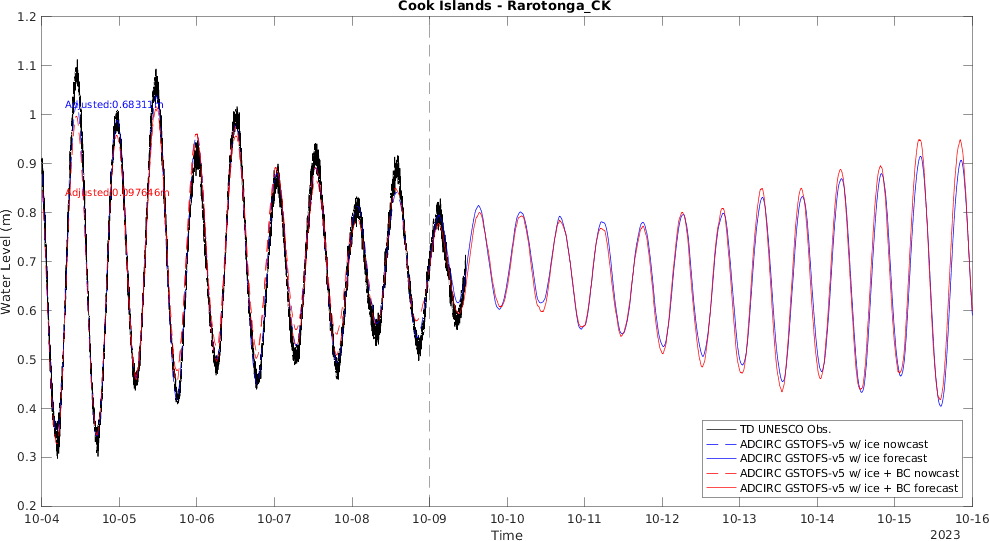 Cook Islands - Rarotonga_CK
1.2
1.1
1
0.9
0.8
0.7
0.6
0.5
0.4
0.3
0.2
Water Level (m)
Adjusted:0.68311m
Adjusted:0.097646m
TD UNESCO Obs.
ADCIRC GSTOFS-v5 w/ ice nowcast
ADCIRC GSTOFS-v5 w/ ice forecast
ADCIRC GSTOFS-v5 w/ ice + BC nowcast
ADCIRC GSTOFS-v5 w/ ice + BC forecast
10-04 10-05 10-06 10-07 10-08 10-09 10-10 10-11 10-12 10-13 10-14 10-15 10-16
Time
2023